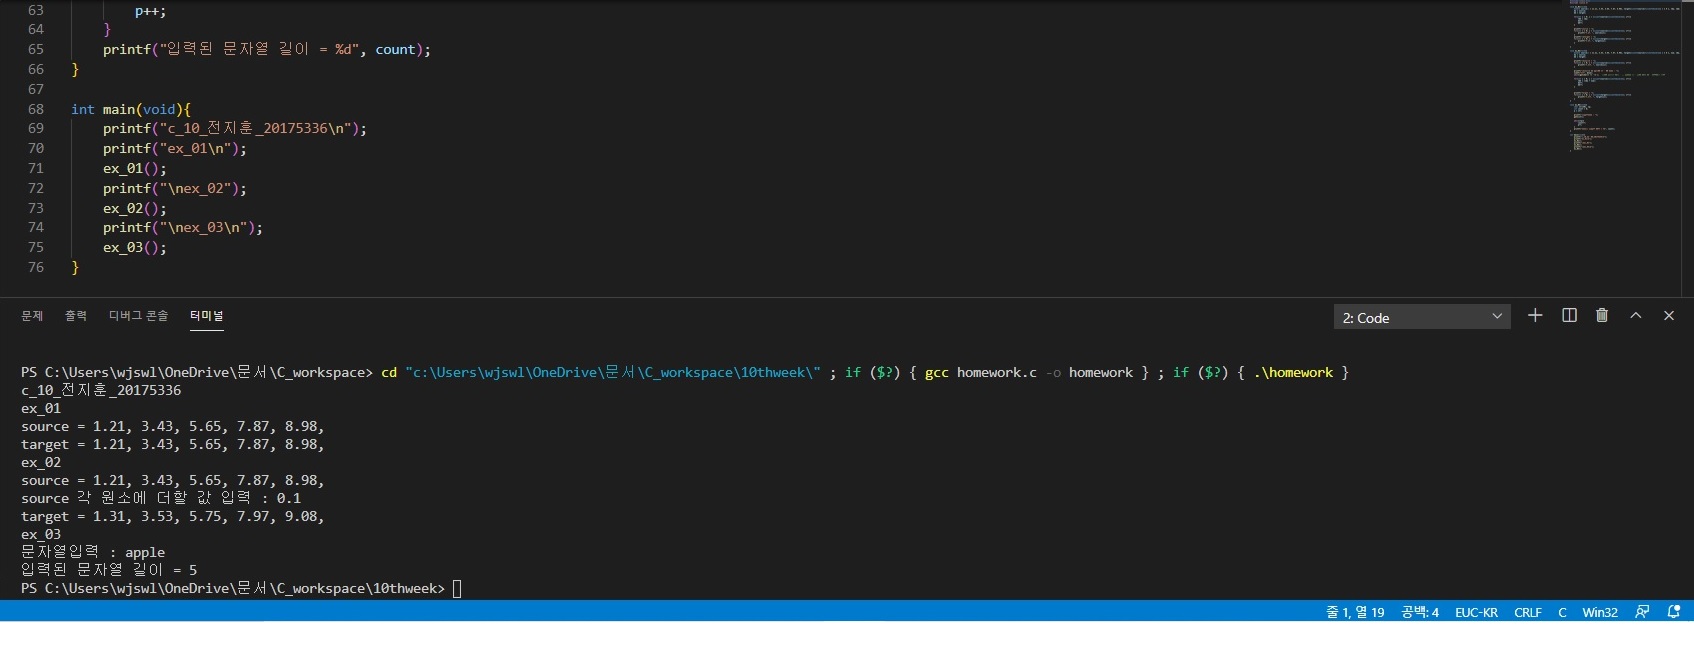 63 p++;
64 }
65 printf("입력된 문자열 길이 = %d", count);
66 }
67
68 int main(void){
69 printf("c_10_전지훈_20175336\n");
70 printf("ex_01\n");
71 ex_01();
72 printf("\nex_02");
73 ex_02();
74 printf("\nex_03\n");
75 ex_03();
76 }
문제 출력 디버그 콘솔 터미널 2: Code
PS C:\Users\wjswl\OneDrive\문서\C_workspace> cd "c:\Users\wjswl\OneDrive\문서\C_workspace\10thweek\" ; if ($?) { gcc homework.c -o homework } ; if ($?) { .\homework }
c_10_전지훈_20175336
ex_01
source = 1.21, 3.43, 5.65, 7.87, 8.98,
target = 1.21, 3.43, 5.65, 7.87, 8.98,
ex_02
source = 1.21, 3.43, 5.65, 7.87, 8.98,
source 각 원소에 더할 값 입력 : 0.1
target = 1.31, 3.53, 5.75, 7.97, 9.08,
ex_03
문자열입력 : apple
입력된 문자열 길이 = 5
PS C:\Users\wjswl\OneDrive\문서\C_workspace\10thweek>
줄 1, 열 19 공백: 4 EUC-KR CRLF C Win32